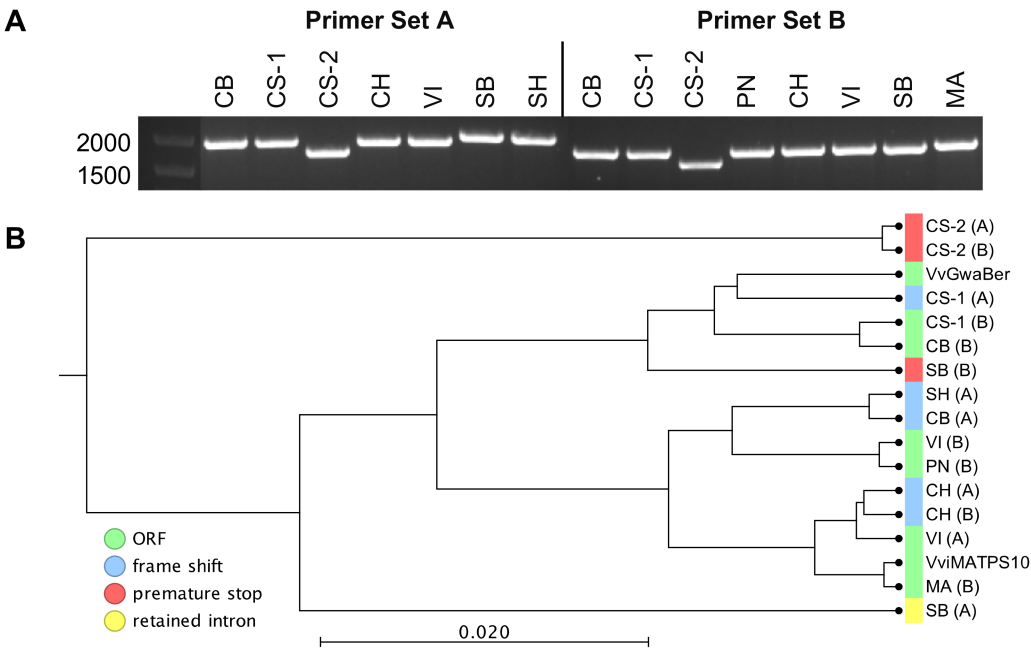 A
Primer Set A
Primer Set B
CB CS-1 CS-2 CH VI SB SH CB CS-1 CS-2 PN CH VI SB MA
2000
1500
B
CS-2 (A)
CS-2 (B)
VvGwaBer
CS-1 (A)
CS-1 (B)
CB (B)
SB (B)
SH (A)
CB (A)
VI (B)
PN (B)
CH (A)
CH (B)
VI (A)
VviMATPS10
MA (B)
SB (A)
ORF
frame shift
premature stop
retained intron
0.020